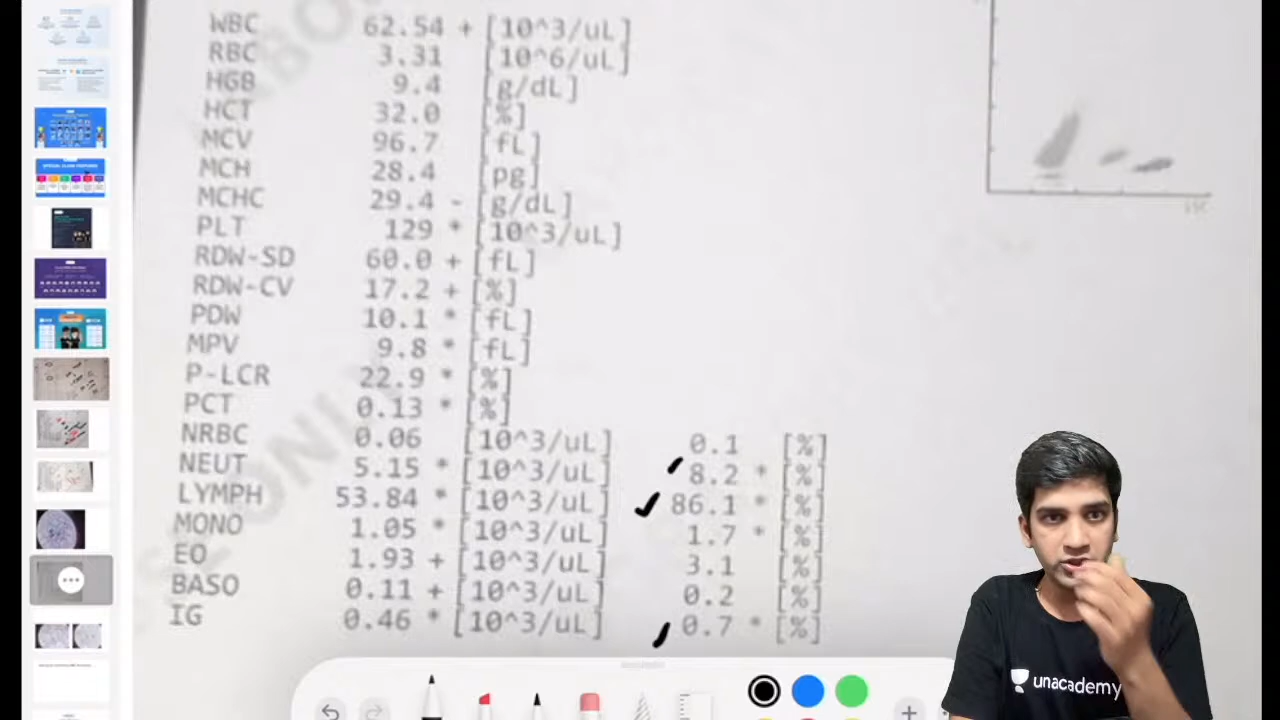 WBC 62.54 + [10^3/uL]
RBC 3.31 [10^6/uL]
HGB 9.4 [g/dL]
HCT 32.0 [%]
MCV 96.7 [fL]
MCH 28.4 [pg]
MCHC 29.4 - [g/dL]
PLT 129 * [10^3/uL]
RDW-SD 60.0 + [fL]
RDW-CV 17.2 + [%]
PDW 10.1 * [fL]
MPV 9.8 * [fL]
P-LCR 22.9 * [%]
PCT 0.13 * [%]
NRBC 0.06 [10^3/uL] 0.1 [%]
NEUT 5.15 * [10^3/uL] 8.2 * [%]
LYMPH 53.84 * [10^3/uL] 86.1 * [%]
MONO 1.05 * [10^3/uL] 1.7 * [%]
EO 1.93 + [10^3/uL] 3.1 [%]
BASO 0.11 + [10^3/uL] 0.2 [%]
IG 0.46 * [10^3/uL] 0.7 * [%]
unacademy